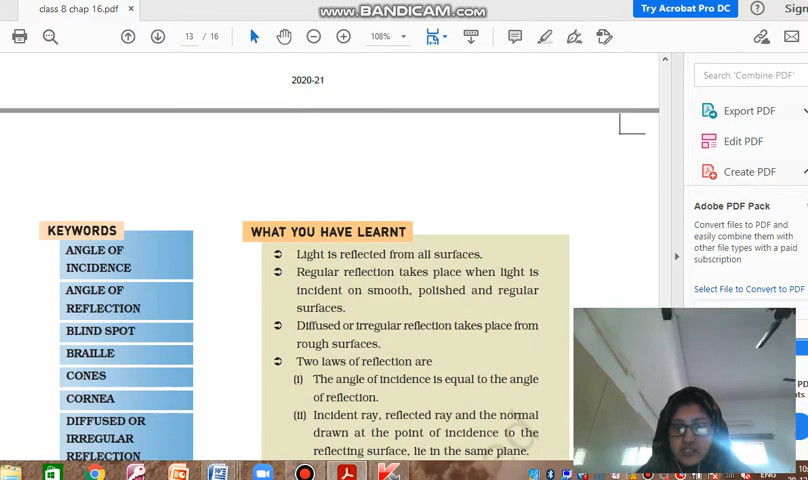 class 8 chap 16.pdf
WWW.BANDICAM.COM
Try Acrobat Pro DC
Sign
13 / 16
108%
2020-21
Search 'Combine PDF'
Export PDF
Edit PDF
Create PDF
Adobe PDF Pack
Convert files to PDF and
easily combine them with
other file types with a paid
subscription
Select File to Convert to PDF
KEYWORDS
ANGLE OF
INCIDENCE
ANGLE OF
REFLECTION
BLIND SPOT
BRAILLE
CONES
CORNEA
DIFFUSED OR
IRREGULAR
REFLECTION
WHAT YOU HAVE LEARNT
Light is reflected from all surfaces.
Regular reflection takes place when light is
incident on smooth, polished and regular
surfaces.
Diffused or irregular reflection takes place from
rough surfaces.
Two laws of reflection are
(i) The angle of incidence is equal to the angle
of reflection.
(ii) Incident ray, reflected ray and the normal
drawn at the point of incidence to the
reflecting surface, lie in the same plane.